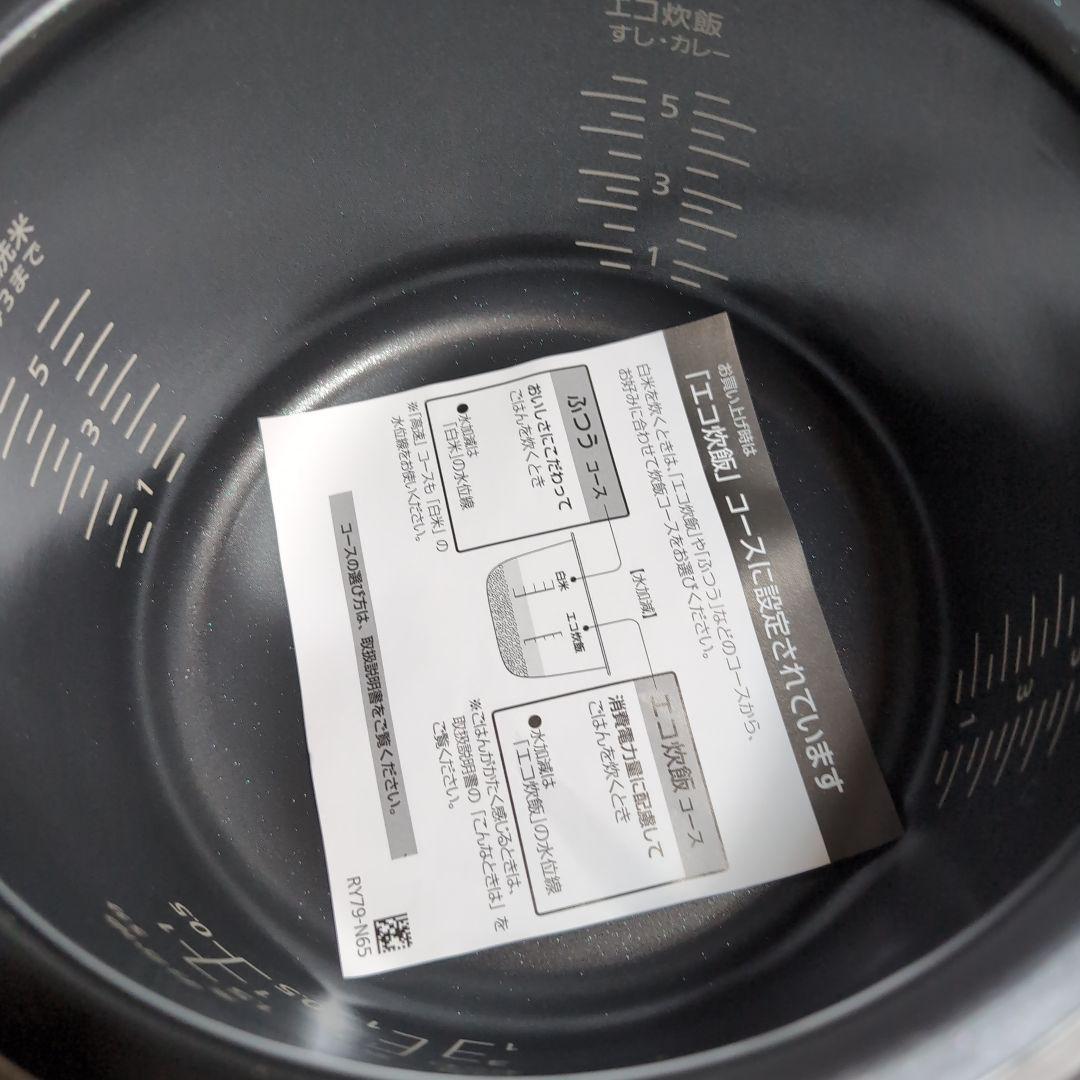 エコ炊飯
すし・カレー
5
3
1
洗米
3まで
5
3
1
3
1
お買い上げ時は
「エコ炊飯」コースに設定されています
白米を炊くときは、「エコ炊飯」や「ふつう」などのコースから、
お好みに合わせて炊飯コースをお選びください。
【水加減】
ふつう コース
おいしさにこだわって
ごはんを炊くとき
●水加減は
「白米」の水位線
※「高速」コースも「白米」の
水位線をお使いください。
白米
エコ炊飯
エコ炊飯 コース
消費電力量に配慮して
ごはんを炊くとき
●水加減は
「エコ炊飯」の水位線
※ごはんがかたく感じるときは、
取扱説明書の「こんなときは」を
ご覧ください。
コースの選び方は、取扱説明書をご覧ください。
RY79-N65
0.5
1